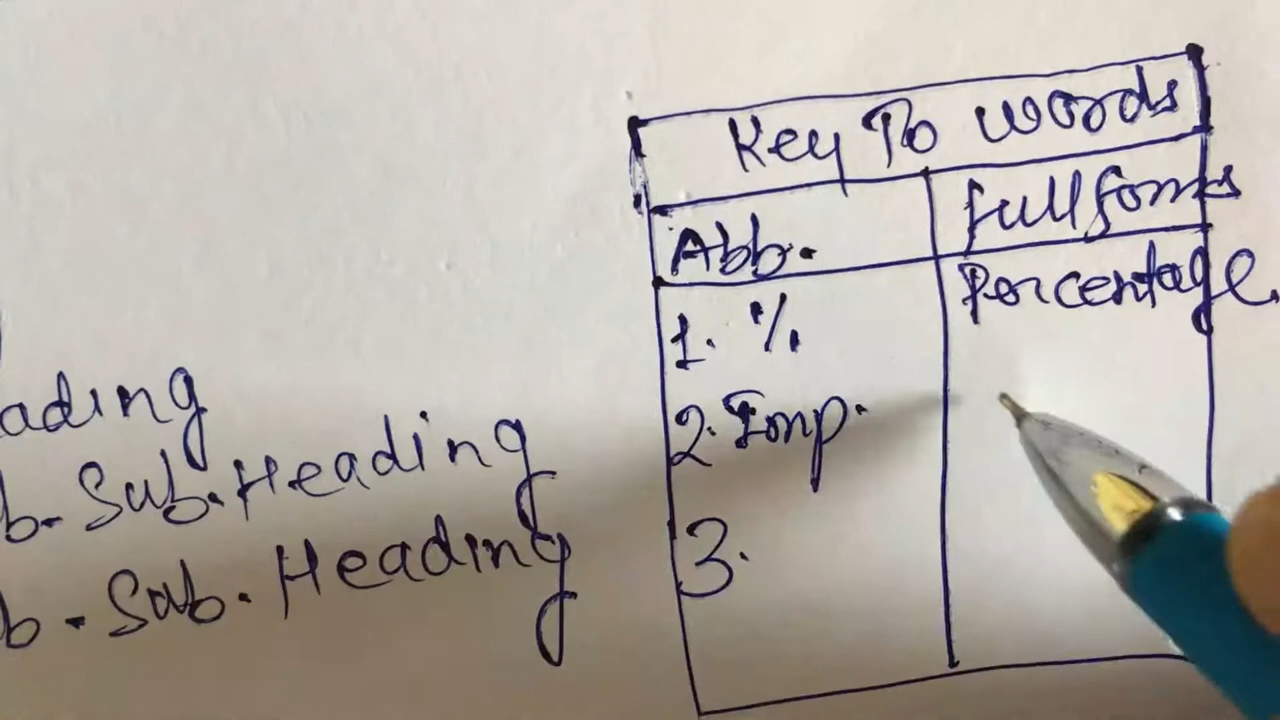 ading
b. Sub. Heading
b. Sub. Heading
Key To Words
Abb. Full forms
1. % Percentage
2. Imp.
3.